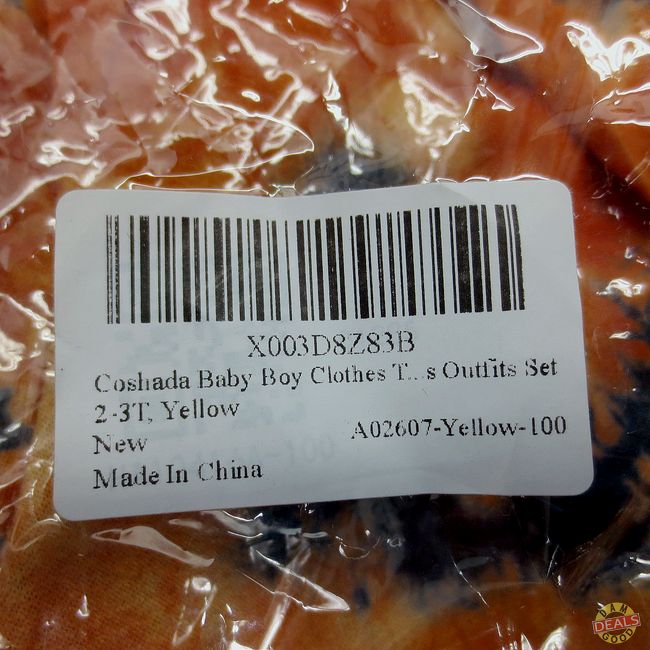 X003D8Z83B
Coshada Baby Boy Clothes T...s Outfits Set
2-3T, Yellow
New A02607-Yellow-100
Made In China
DAM
DEALS
GOOD